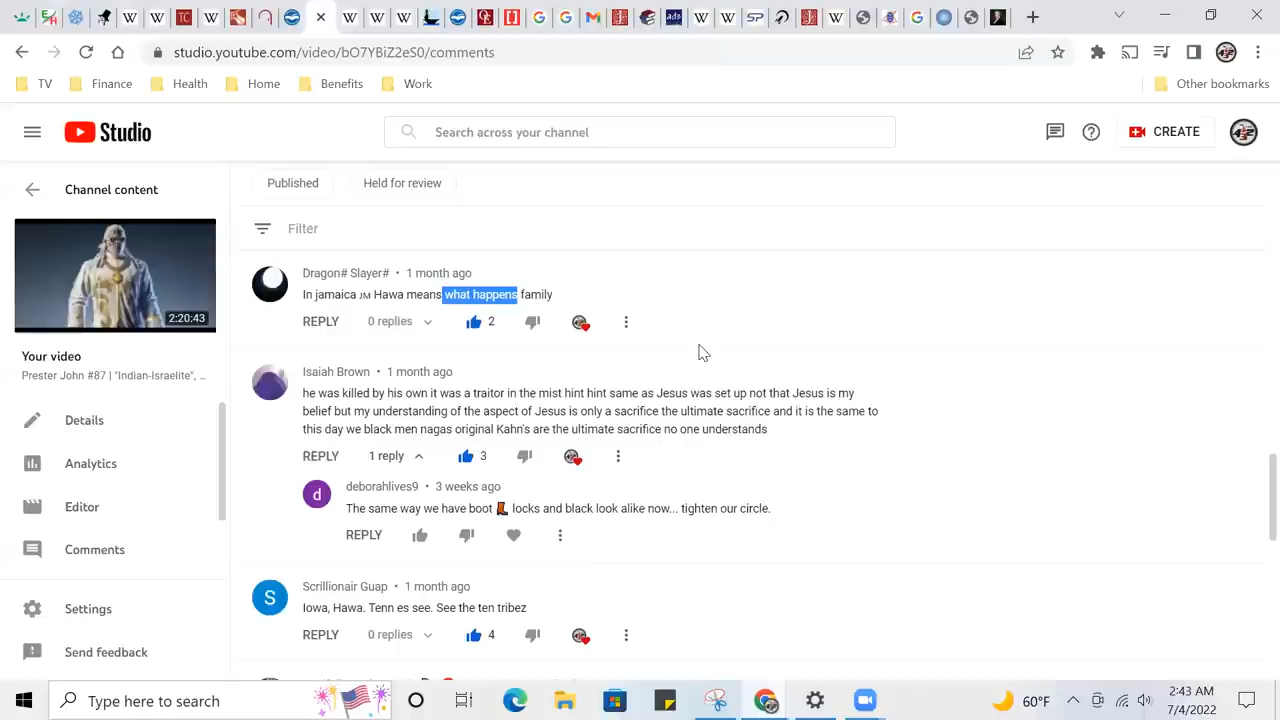 studio.youtube.com/video/bO7YBiZ2eS0/comments
TV Finance Health Home Benefits Work Other bookmarks
Studio Search across your channel CREATE
Channel content
Published Held for review
Filter
2:20:43
Your video
Prester John #87 | "Indian-Israelite", ...
Details
Analytics
Editor
Comments
Settings
Send feedback
Dragon# Slayer# • 1 month ago
In jamaica JM Hawa means what happens family
REPLY 0 replies 2
Isaiah Brown • 1 month ago
he was killed by his own it was a traitor in the mist hint hint same as Jesus was set up not that Jesus is my
belief but my understanding of the aspect of Jesus is only a sacrifice the ultimate sacrifice and it is the same to
this day we black men nagas original Kahn's are the ultimate sacrifice no one understands
REPLY 1 reply 3
d deborahlives9 • 3 weeks ago
The same way we have boot 👢 locks and black look alike now... tighten our circle.
REPLY
S Scrillionair Guap • 1 month ago
Iowa, Hawa. Tenn es see. See the ten tribez
REPLY 0 replies 4
Type here to search
60°F
2:43 AM
7/4/2022